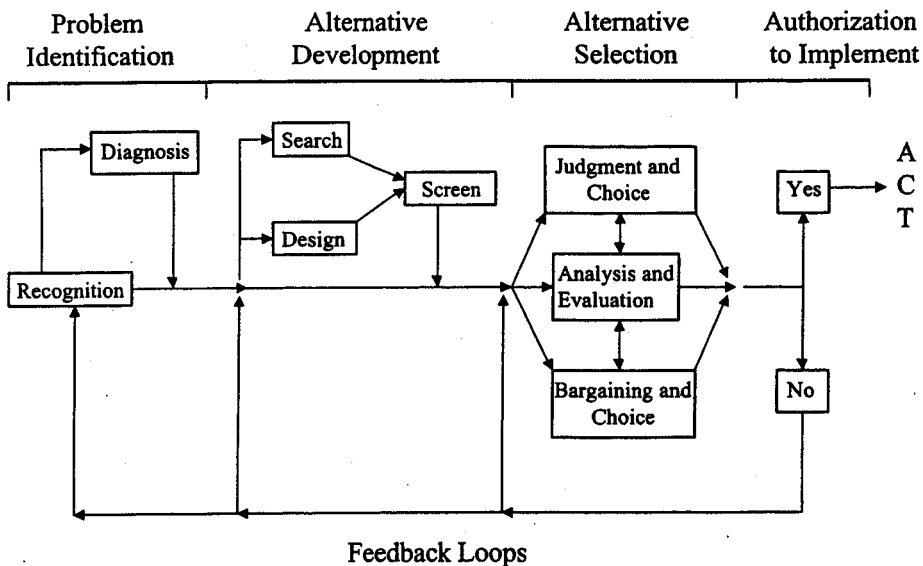 Problem
Identification
Alternative
Development
Alternative
Selection
Authorization
to Implement
Diagnosis
Recognition
Search
Design
Screen
Judgment and
Choice
Analysis and
Evaluation
Bargaining and
Choice
Yes
No
A
C
T
Feedback Loops